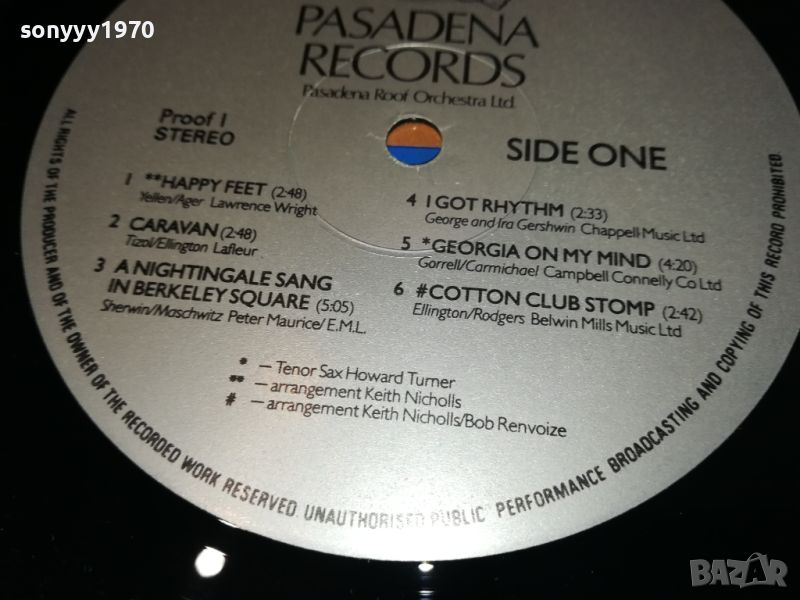 sonyyy1970
PASADENA
RECORDS
Pasadena Roof Orchestra Ltd.
Proof 1
STEREO
SIDE ONE
1 **HAPPY FEET (2:48)
Yellen/Ager Lawrence Wright
2 CARAVAN (2:48)
Tizol/Ellington Lafleur
3 A NIGHTINGALE SANG
IN BERKELEY SQUARE (5:05)
Sherwin/Maschwitz Peter Maurice/E.M.L.
4 I GOT RHYTHM (2:33)
George and Ira Gershwin Chappell Music Ltd
5 *GEORGIA ON MY MIND (4:20)
Gorrell/Carmichael Campbell Connelly Co Ltd
6 #COTTON CLUB STOMP (2:42)
Ellington/Rodgers Belwin Mills Music Ltd
* – Tenor Sax Howard Turner
** – arrangement Keith Nicholls
# – arrangement Keith Nicholls/Bob Renvoize
ALL RIGHTS OF THE PRODUCER AND OF THE OWNER OF THE RECORDED WORK RESERVED. UNAUTHORISED PUBLIC PERFORMANCE BROADCASTING AND COPYING OF THIS RECORD PROHIBITED.
BAZAR